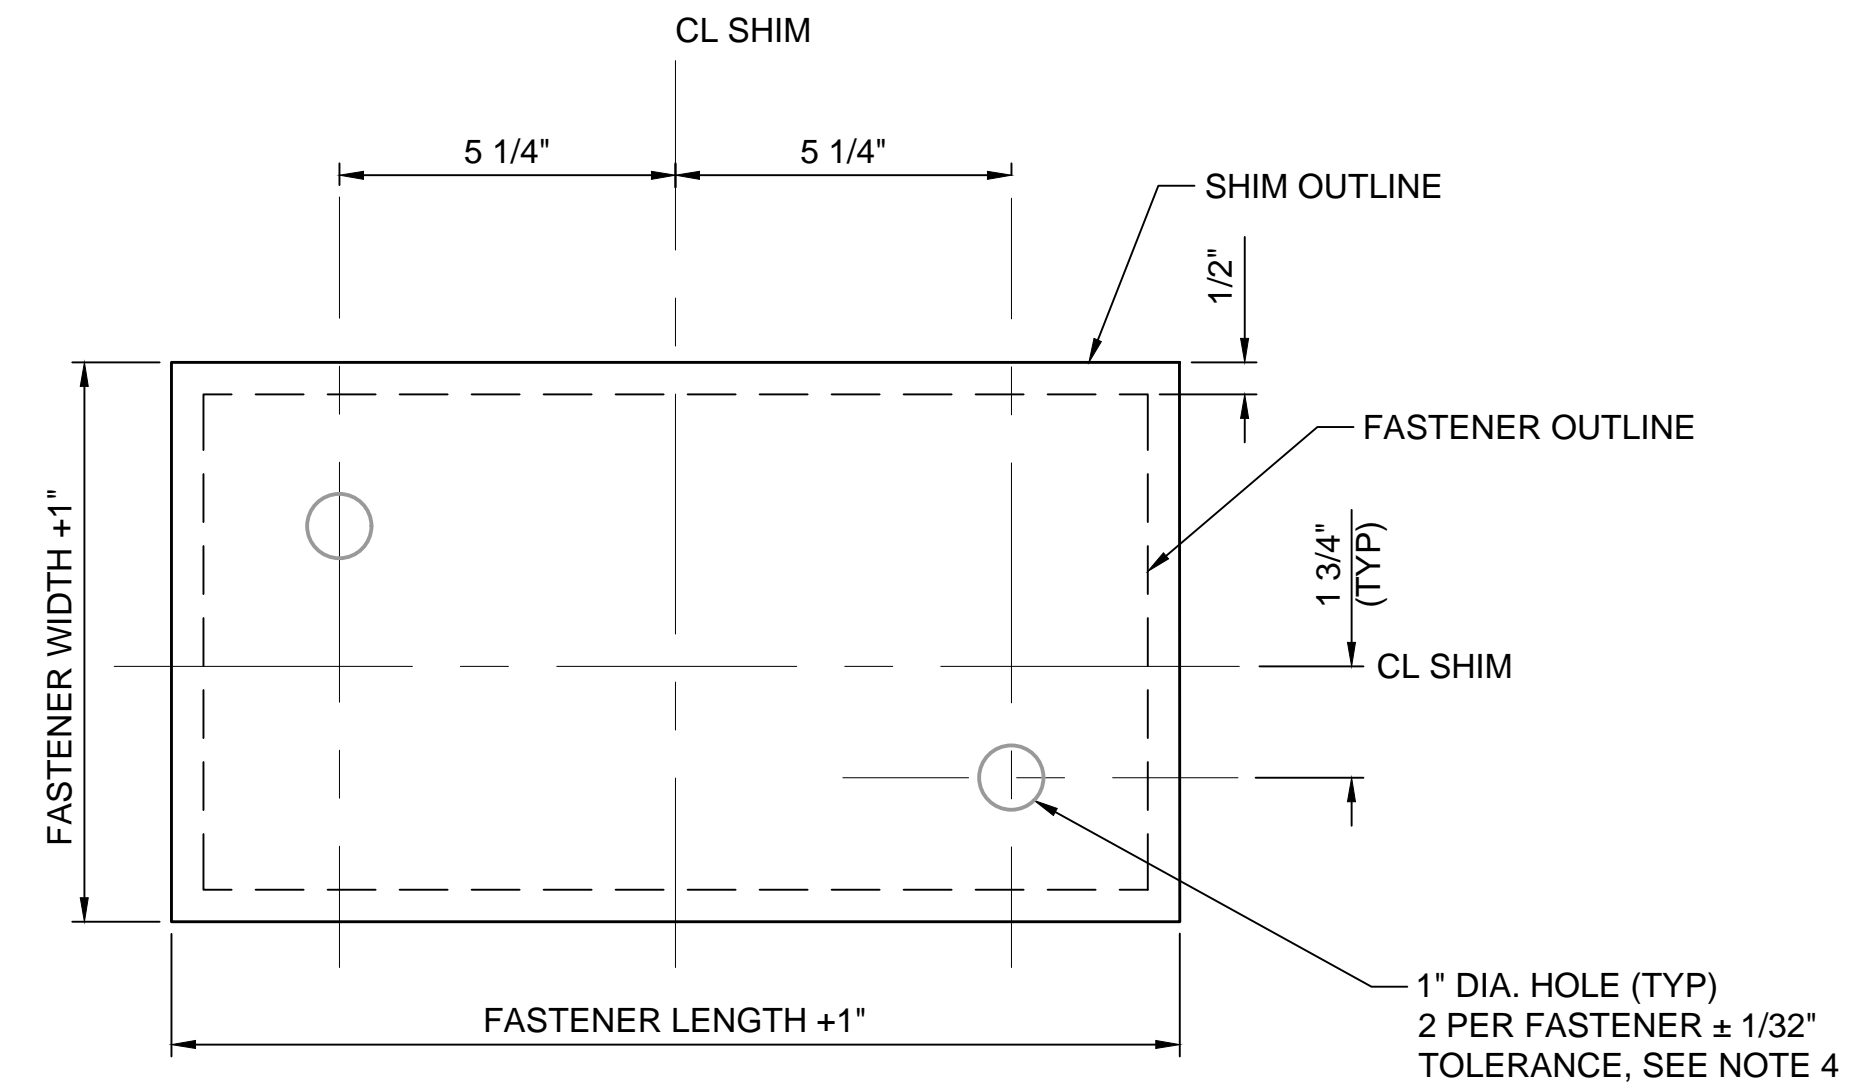 CL SHIM
5 1/4"
5 1/4"
SHIM OUTLINE
1/2"
FASTENER OUTLINE
1 3/4"
(TYP)
FASTENER WIDTH +1"
CL SHIM
1" DIA. HOLE (TYP)
2 PER FASTENER ± 1/32"
TOLERANCE, SEE NOTE 4
FASTENER LENGTH +1"